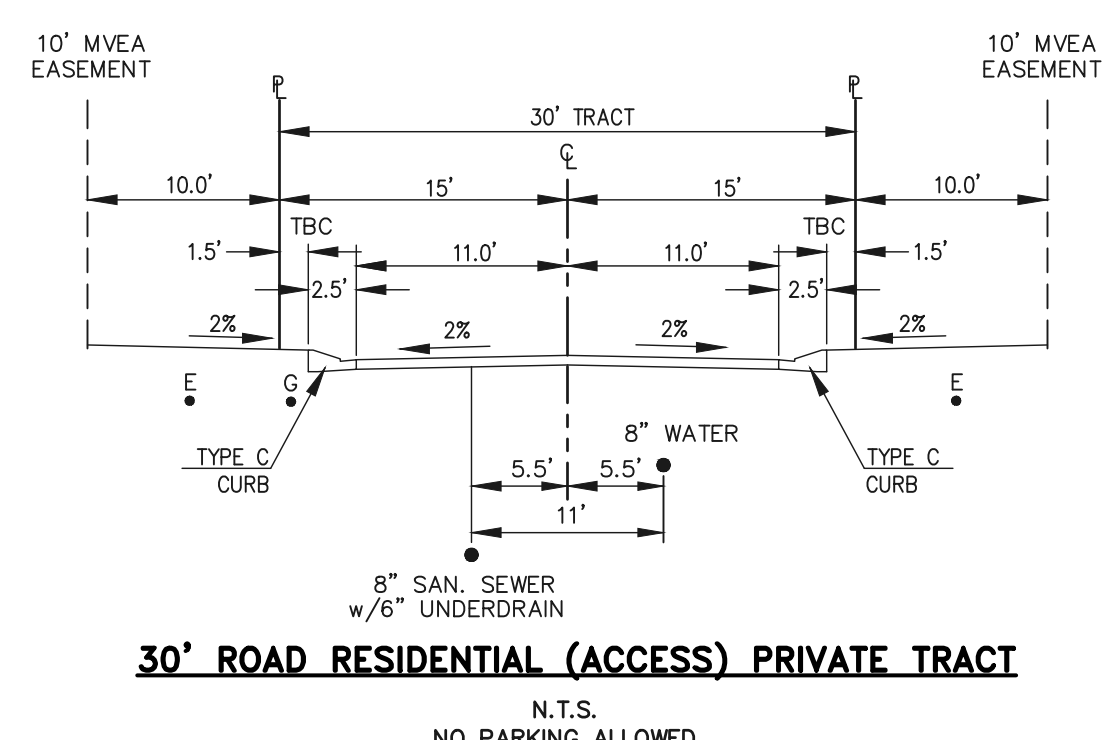 10' MVEA
EASEMENT
10' MVEA
EASEMENT
PL
PL
30' TRACT
CL
10.0'
15'
15'
10.0'
TBC
TBC
1.5'
11.0'
11.0'
1.5'
2.5'
2.5'
2%
2%
2%
2%
E
G
E
8" WATER
TYPE C
CURB
5.5'
5.5'
TYPE C
CURB
11'
8" SAN. SEWER
w/6" UNDERDRAIN
30' ROAD RESIDENTIAL (ACCESS) PRIVATE TRACT
N.T.S.
NO PARKING ALLOWED